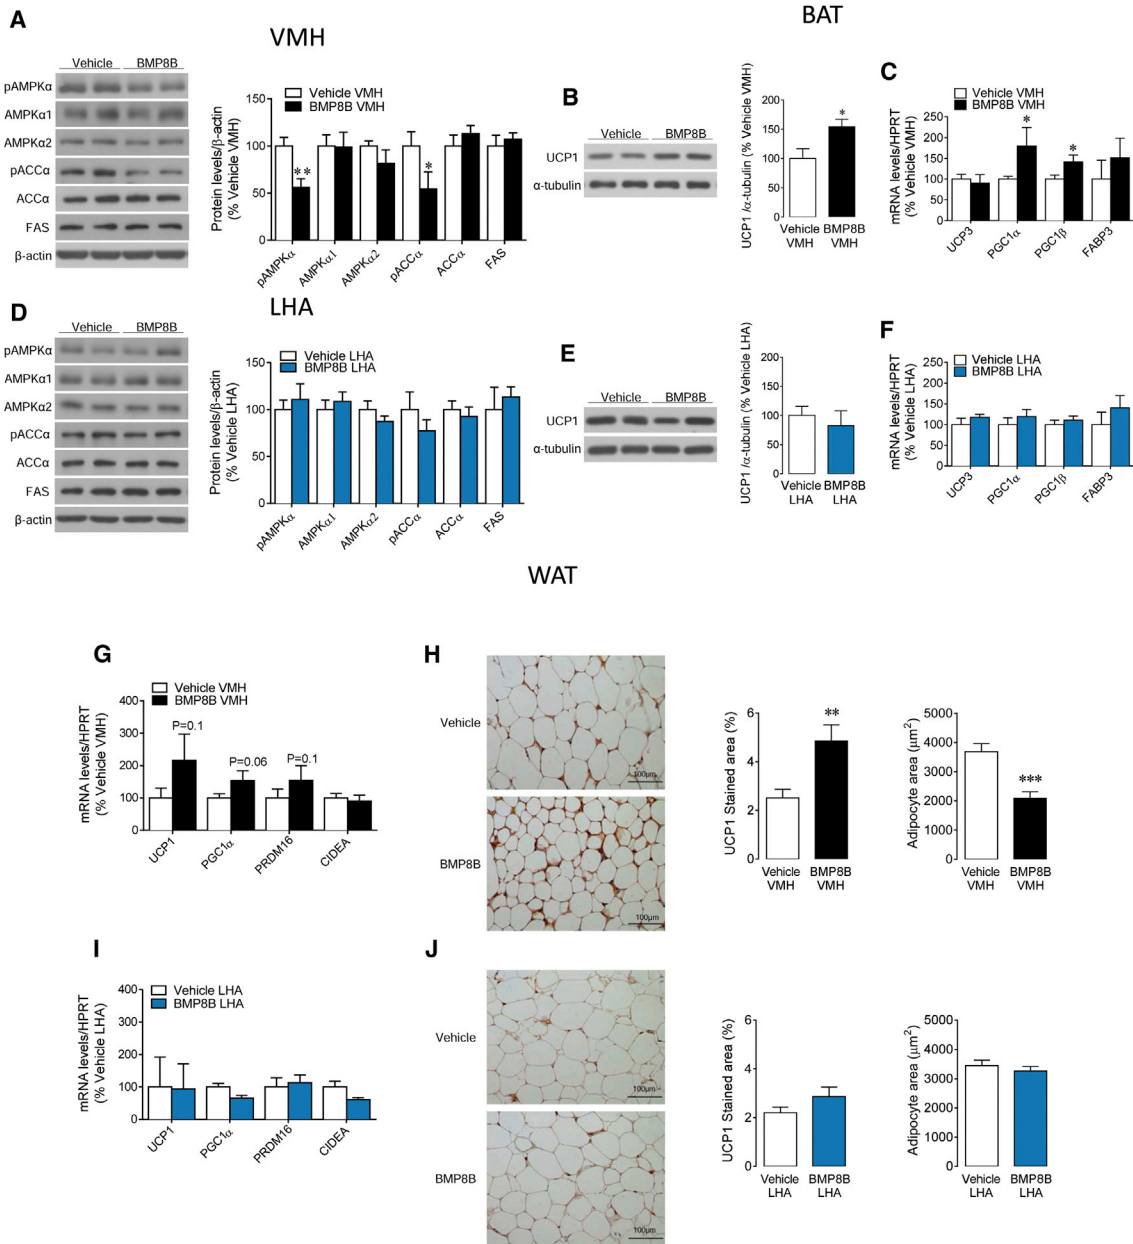 A
VMH
Vehicle BMP8B
pAMPKα
AMPKα1
AMPKα2
pACCα
ACCα
FAS
β-actin
Protein levels/β-actin
(% Vehicle VMH)
150
100
50
0
Vehicle VMH
BMP8B VMH
**
*
pAMPKα
AMPKα1
AMPKα2
pACCα
ACCα
FAS
BAT
B
Vehicle BMP8B
UCP1
α-tubulin
UCP1 /α-tubulin (% Vehicle VMH)
200
150
100
50
0
*
Vehicle VMH
BMP8B VMH
C
Vehicle VMH
BMP8B VMH
mRNA levels/HPRT
(% Vehicle VMH)
250
200
150
100
50
0
*
*
UCP3
PGC1α
PGC1β
FABP3
D
LHA
Vehicle BMP8B
pAMPKα
AMPKα1
AMPKα2
pACCα
ACCα
FAS
β-actin
Protein levels/β-actin
(% Vehicle LHA)
150
100
50
0
Vehicle LHA
BMP8B LHA
pAMPKα
AMPKα1
AMPKα2
pACCα
ACCα
FAS
E
Vehicle BMP8B
UCP1
α-tubulin
UCP1 /α-tubulin (% Vehicle LHA)
200
150
100
50
0
Vehicle LHA
BMP8B LHA
F
Vehicle LHA
BMP8B LHA
mRNA levels/HPRT
(% Vehicle LHA)
250
200
150
100
50
0
UCP3
PGC1α
PGC1β
FABP3
WAT
G
Vehicle VMH
BMP8B VMH
mRNA levels/HPRT
(% Vehicle VMH)
400
300
200
100
0
P=0.1
P=0.06
P=0.1
UCP1
PGC1α
PRDM16
CIDEA
H
Vehicle
100μm
BMP8B
100μm
UCP1 Stained area (%)
6
4
2
0
**
Vehicle VMH
BMP8B VMH
Adipocyte area (μm²)
5000
4000
3000
2000
1000
0
***
Vehicle VMH
BMP8B VMH
I
Vehicle LHA
BMP8B LHA
mRNA levels/HPRT
(% Vehicle LHA)
400
300
200
100
0
UCP1
PGC1α
PRDM16
CIDEA
J
Vehicle
100μm
BMP8B
100μm
UCP1 Stained area (%)
6
4
2
0
Vehicle LHA
BMP8B LHA
Adipocyte area (μm²)
5000
4000
3000
2000
1000
0
Vehicle LHA
BMP8B LHA